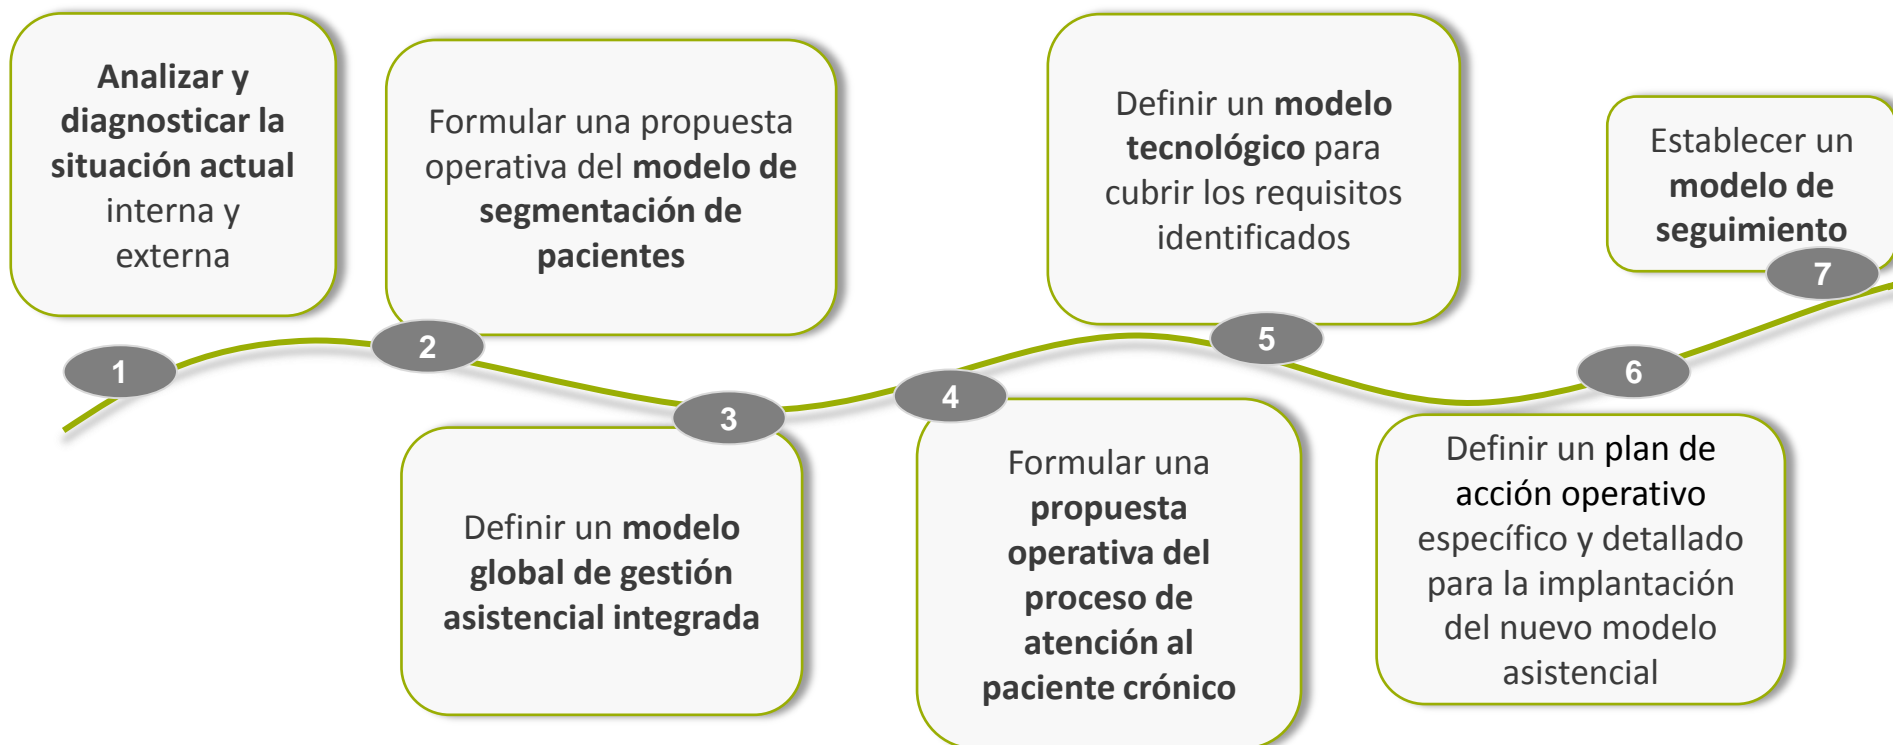 Analizar y
diagnosticar la
situación actual
interna y
externa
1
Formular una propuesta
operativa del modelo de
segmentación de
pacientes
2
3
Definir un modelo
global de gestión
asistencial integrada
4
Formular una
propuesta
operativa del
proceso de
atención al
paciente crónico
Definir un modelo
tecnológico para
cubrir los requisitos
identificados
5
6
Definir un plan de
acción operativo
específico y detallado
para la implantación
del nuevo modelo
asistencial
Establecer un
modelo de
seguimiento
7